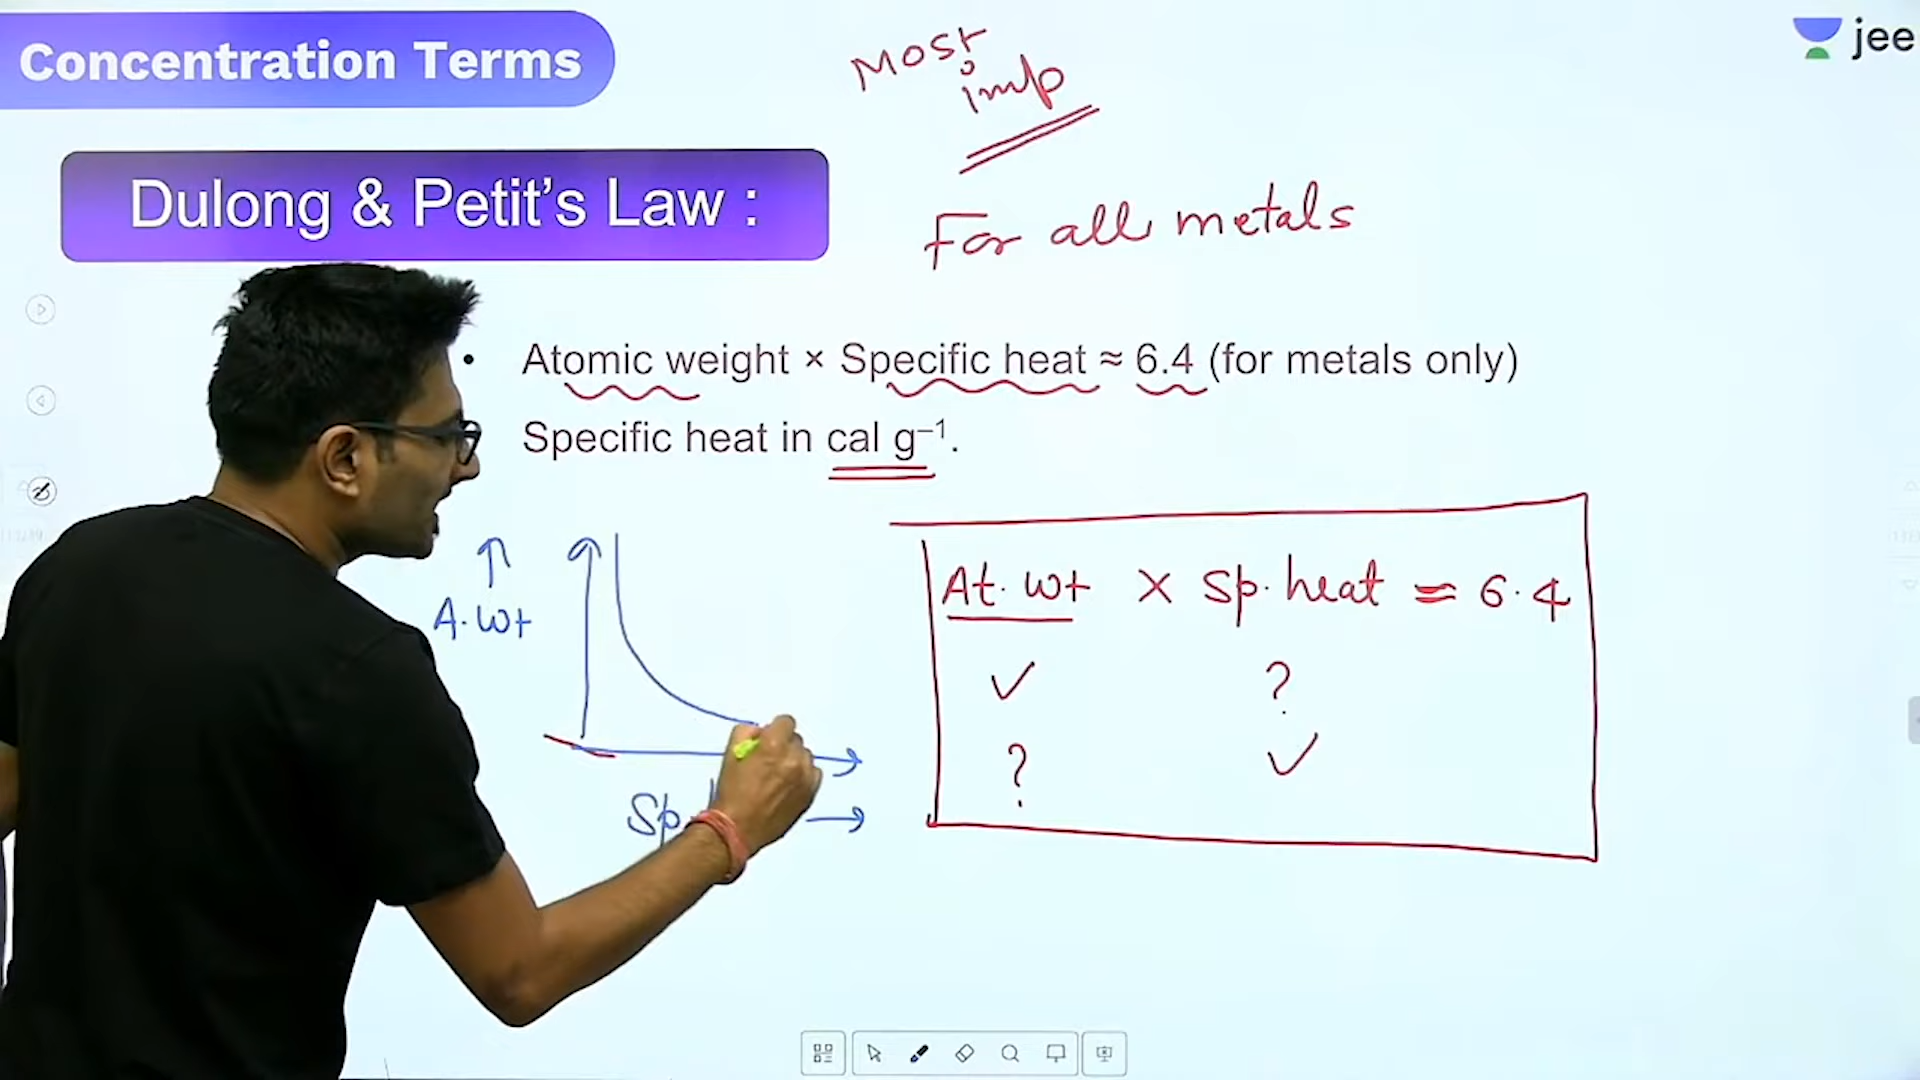 Concentration Terms
Most
imp
jee
Dulong & Petit's Law :
For all metals
• Atomic weight × Specific heat ≈ 6.4 (for metals only)
Specific heat in cal g⁻¹.
↑
A.Wt
Sp. →
At. wt × Sp. heat = 6.4
✓ ?
? ✓